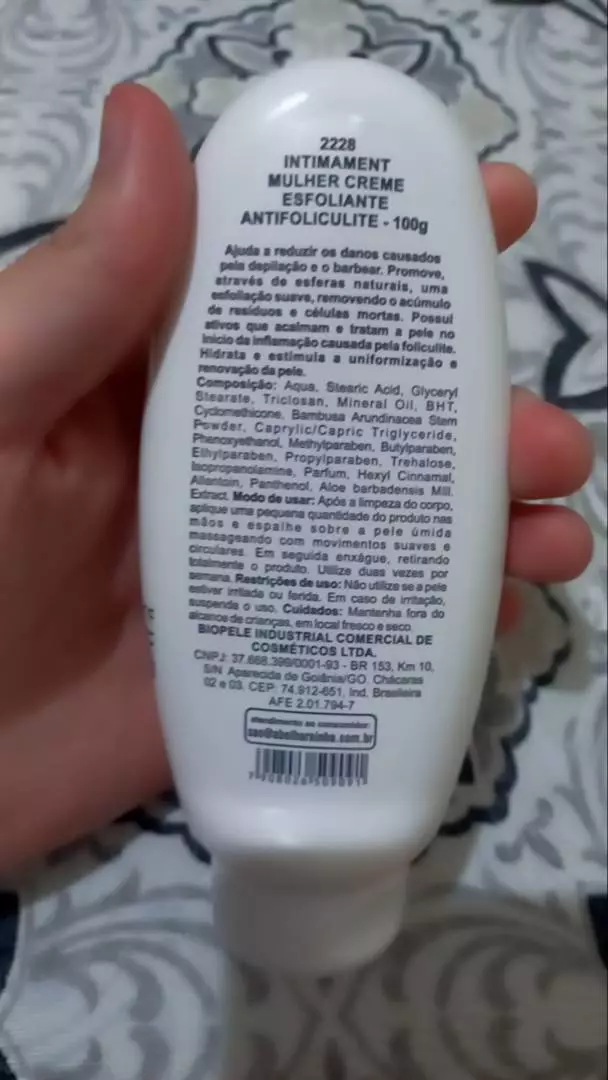 2228
INTIMAMENT
MULHER CREME
ESFOLIANTE
ANTIFOLICULITE - 100g
Ajuda a reduzir os danos causados
pela depilação e o barbear. Promove,
através de esferas naturais, uma
esfoliação suave, removendo o acúmulo
de resíduos e células mortas. Possui
ativos que acalmam e tratam a pele no
início da inflamação causada pela foliculite.
Hidrata e estimula a uniformização e
renovação da pele.
Composição: Aqua, Stearic Acid, Glyceryl
Stearate, Triclosan, Mineral Oil, BHT,
Cyclomethicone, Bambusa Arundinacea Stem
Powder, Caprylic/Capric Triglyceride,
Phenoxyethanol, Methylparaben, Butylparaben,
Ethylparaben, Propylparaben, Trehalose,
Isopropanolamine, Parfum, Hexyl Cinnamal,
Allantoin, Panthenol, Aloe barbadensis Mill.
Extract. Modo de usar: Após a limpeza do corpo,
aplique uma pequena quantidade do produto nas
mãos e espalhe sobre a pele úmida
massageando com movimentos suaves e
circulares. Em seguida enxágue, retirando
totalmente o produto. Utilize duas vezes por
semana. Restrições de uso: Não utilize se a pele
estiver irritada ou ferida. Em caso de irritação,
suspenda o uso. Cuidados: Mantenha fora do
alcance de crianças, em local fresco e seco.
BIOPELE INDUSTRIAL COMERCIAL DE
COSMÉTICOS LTDA.
CNPJ: 37.668.399/0001-93 - BR 153, Km 10,
S/N. Aparecida de Goiânia/GO. Chácaras
02 e 03. CEP: 74.912-651, Ind. Brasileira
AFE 2.01.794-7
atendimento ao consumidor:
sac@abelharainha.com.br